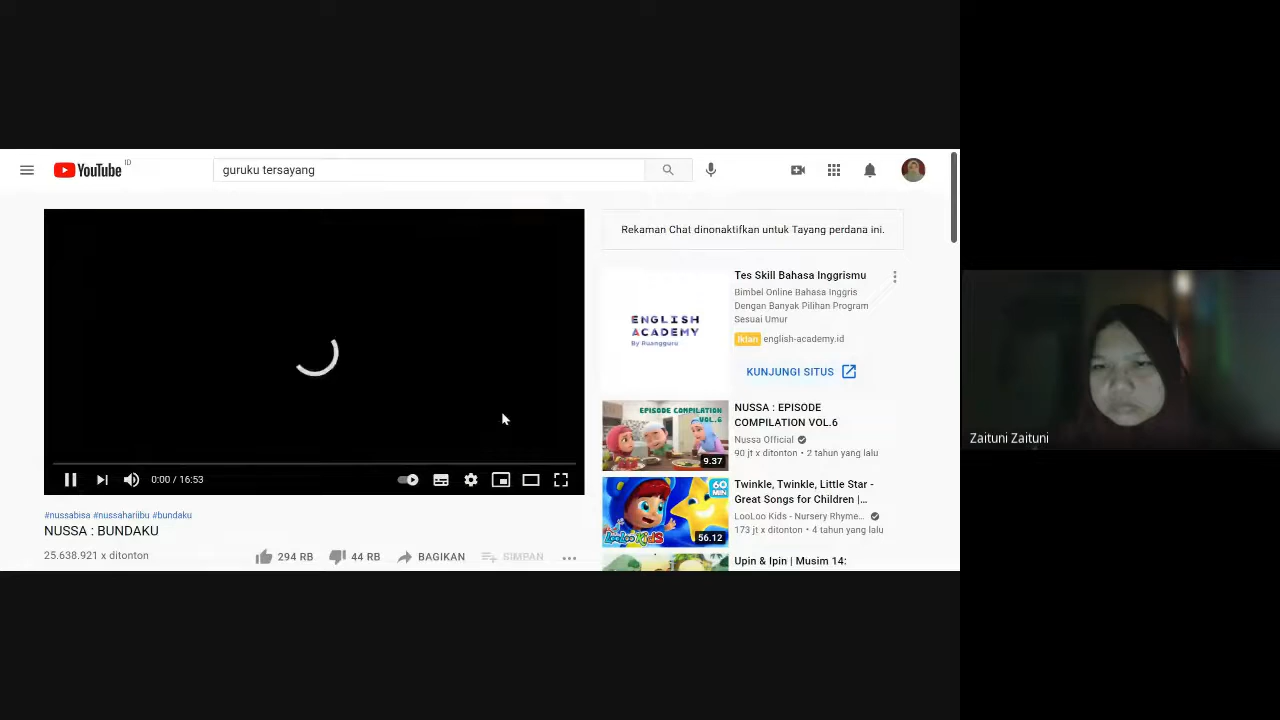 YouTube ID
guruku tersayang
0:00 / 16:53
#nussabisa #nussahariibu #bundaku
NUSSA : BUNDAKU
25.638.921 x ditonton
294 RB
44 RB
BAGIKAN
SIMPAN
Rekaman Chat dinonaktifkan untuk Tayang perdana ini.
ENGLISH
ACADEMY
By Ruangguru
Tes Skill Bahasa Inggrismu
Bimbel Online Bahasa Inggris
Dengan Banyak Pilihan Program
Sesuai Umur
Iklan english-academy.id
KUNJUNGI SITUS
EPISODE COMPILATION
VOL.6
9.37
NUSSA : EPISODE
COMPILATION VOL.6
Nussa Official
90 jt x ditonton • 2 tahun yang lalu
60
MIN
LooLoo KiDS
56.12
Twinkle, Twinkle, Little Star -
Great Songs for Children |...
LooLoo Kids - Nursery Rhyme...
173 jt x ditonton • 4 tahun yang lalu
Upin & Ipin | Musim 14:
Zaituni Zaituni